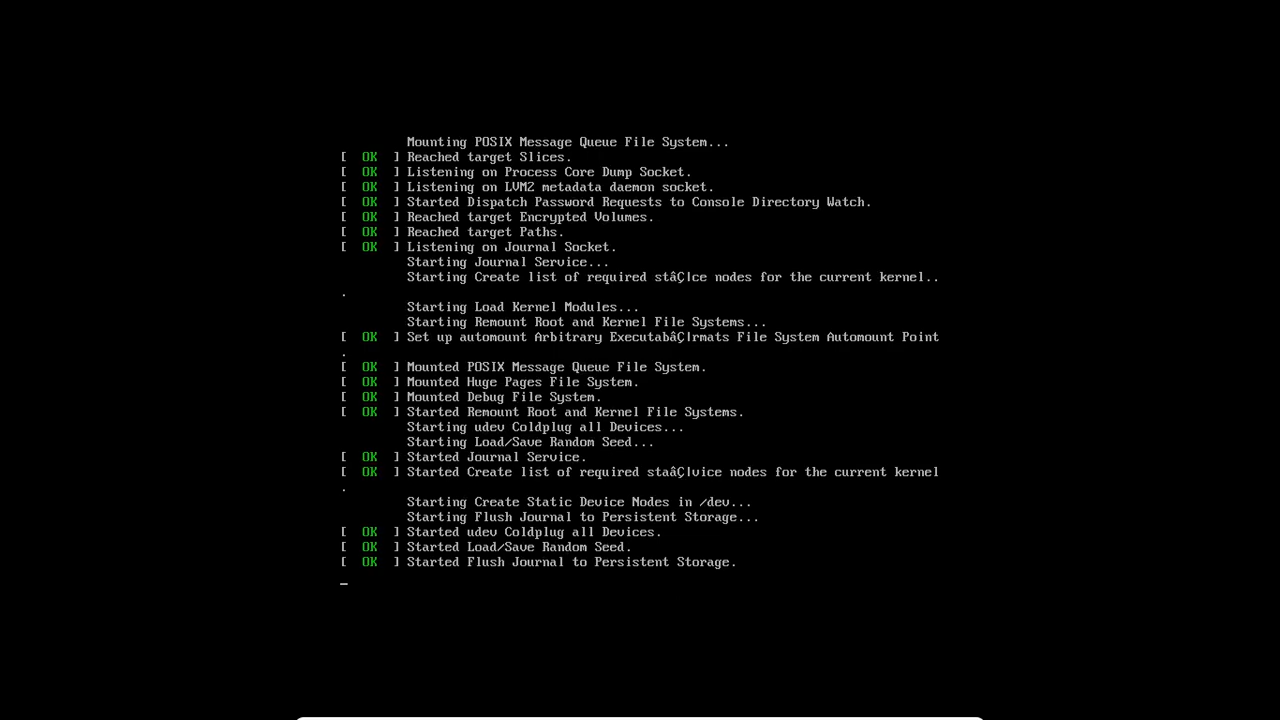 Mounting POSIX Message Queue File System...
[  OK  ] Reached target Slices.
[  OK  ] Listening on Process Core Dump Socket.
[  OK  ] Listening on LVM2 metadata daemon socket.
[  OK  ] Started Dispatch Password Requests to Console Directory Watch.
[  OK  ] Reached target Encrypted Volumes.
[  OK  ] Reached target Paths.
[  OK  ] Listening on Journal Socket.
Starting Journal Service...
Starting Create list of required stâÇ¦ce nodes for the current kernel..
.
Starting Load Kernel Modules...
Starting Remount Root and Kernel File Systems...
[  OK  ] Set up automount Arbitrary ExecutabâÇ¦rmats File System Automount Point
.
[  OK  ] Mounted POSIX Message Queue File System.
[  OK  ] Mounted Huge Pages File System.
[  OK  ] Mounted Debug File System.
[  OK  ] Started Remount Root and Kernel File Systems.
Starting udev Coldplug all Devices...
Starting Load/Save Random Seed...
[  OK  ] Started Journal Service.
[  OK  ] Started Create list of required staâÇ¦vice nodes for the current kernel
.
Starting Create Static Device Nodes in /dev...
Starting Flush Journal to Persistent Storage...
[  OK  ] Started udev Coldplug all Devices.
[  OK  ] Started Load/Save Random Seed.
[  OK  ] Started Flush Journal to Persistent Storage.
_